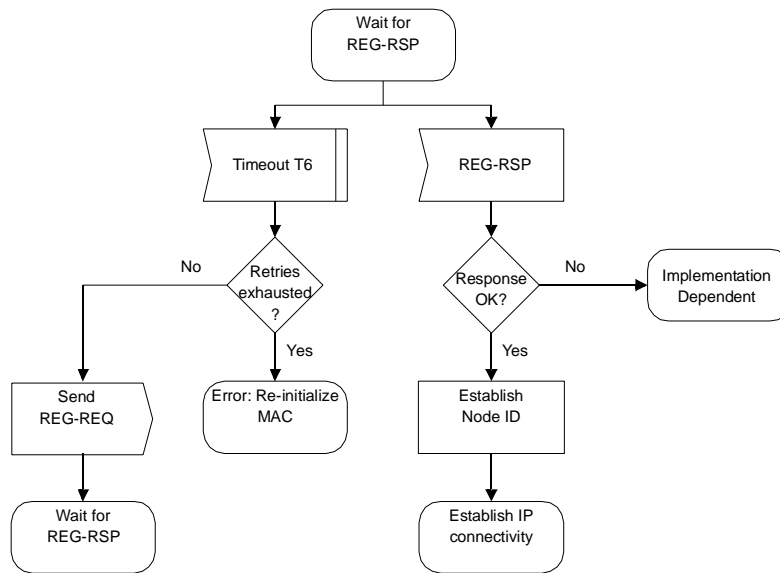 Wait for
REG-RSP
Timeout T6
REG-RSP
No
Retries
exhausted
?
Response
OK?
No
Implementation
Dependent
Yes
Yes
Send
REG-REQ
Error: Re-initialize
MAC
Establish
Node ID
Wait for
REG-RSP
Establish IP
connectivity